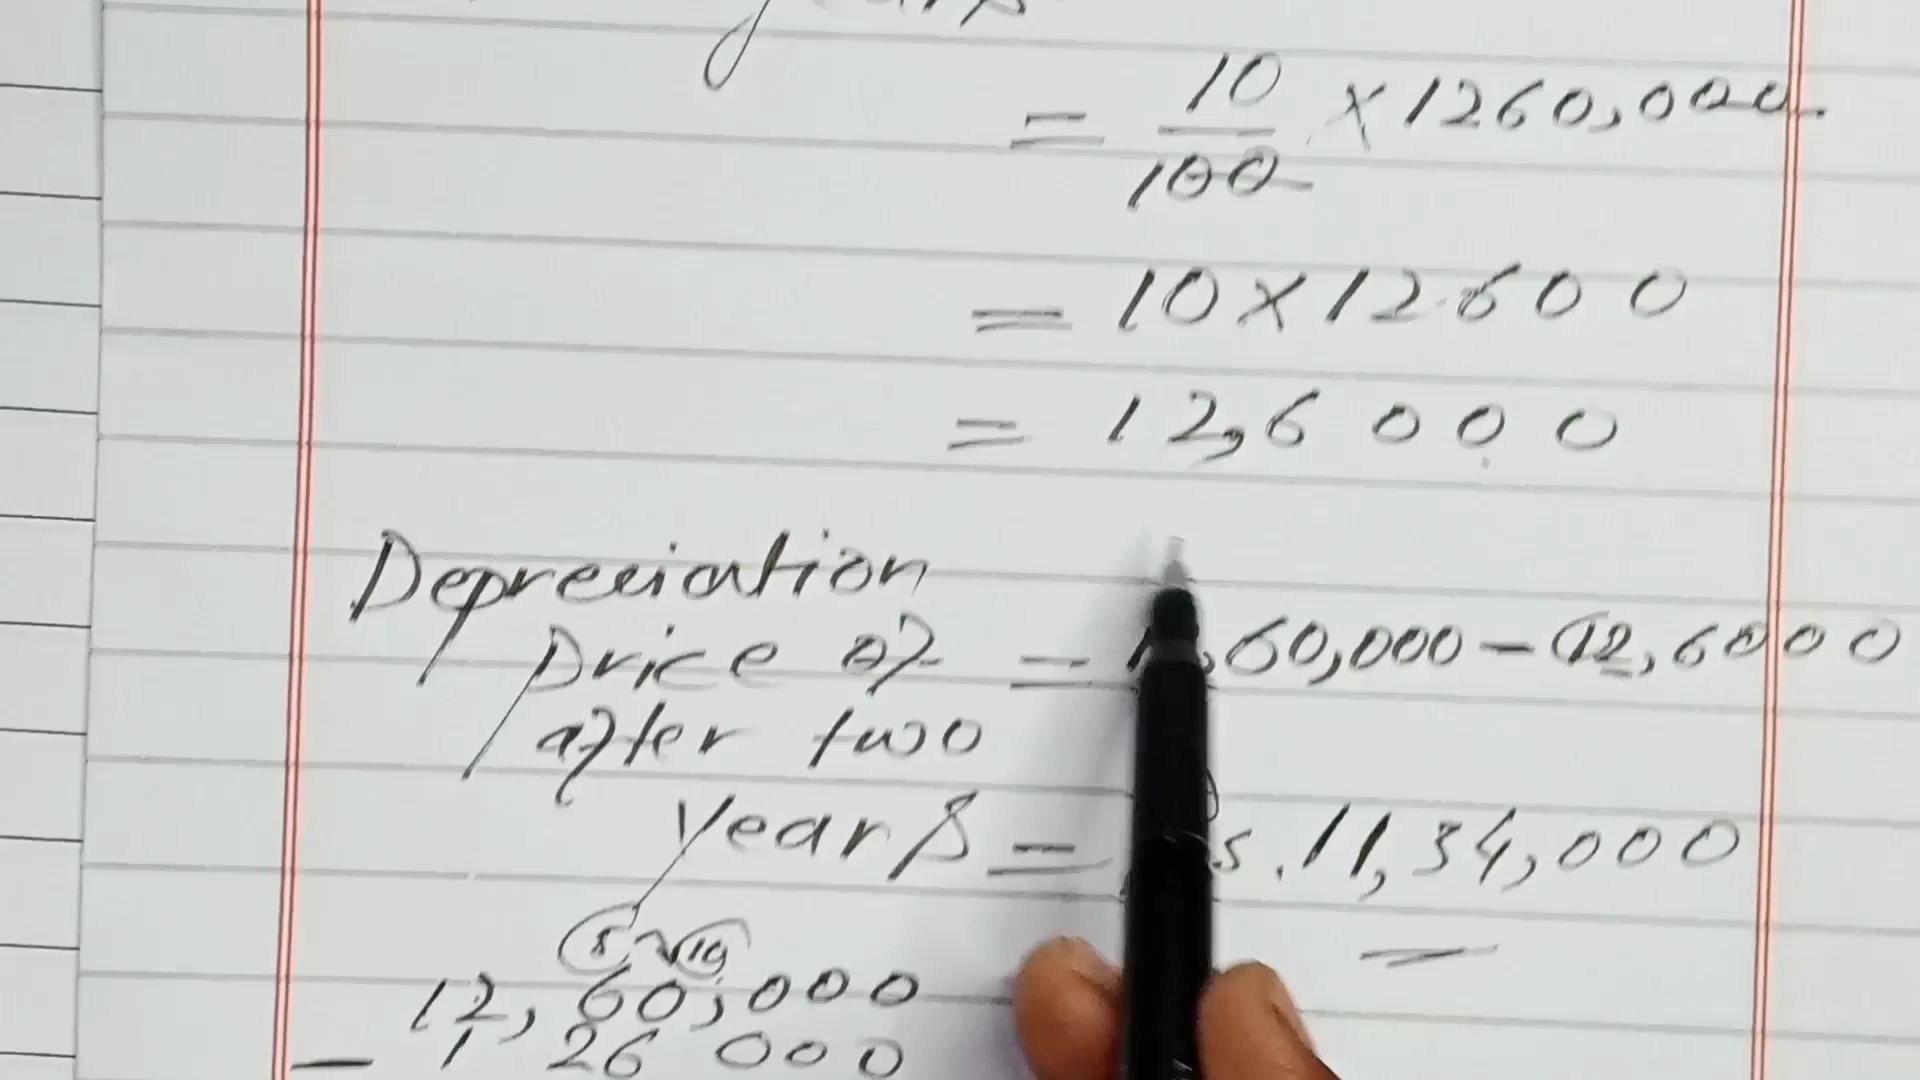 = 10/100 × 1260,000
= 10 × 12600
= 12,6000
Depreciation
price of = ,60,000 - 12,6000
after two
years = s. 11,34,000
12,60,000
- 1 26 000